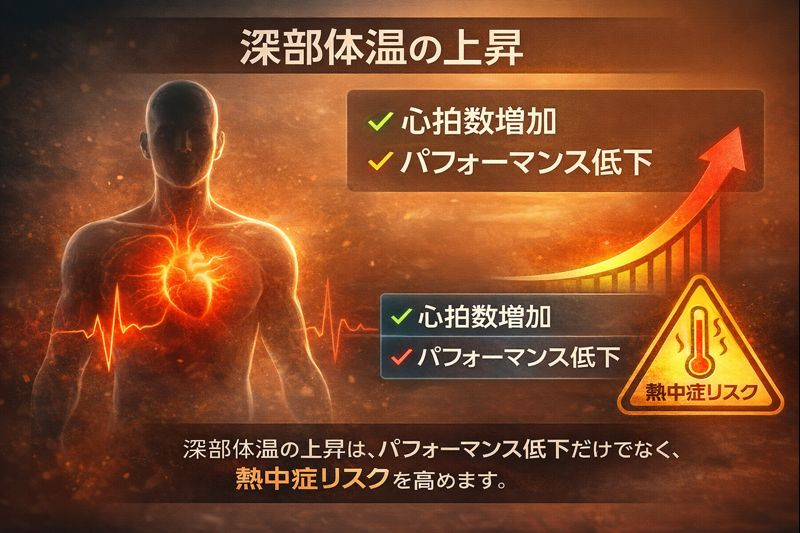 深部体温の上昇
心拍数増加
パフォーマンス低下
心拍数増加
パフォーマンス低下
熱中症リスク
深部体温の上昇は、パフォーマンス低下だけでなく、
熱中症リスクを高めます。